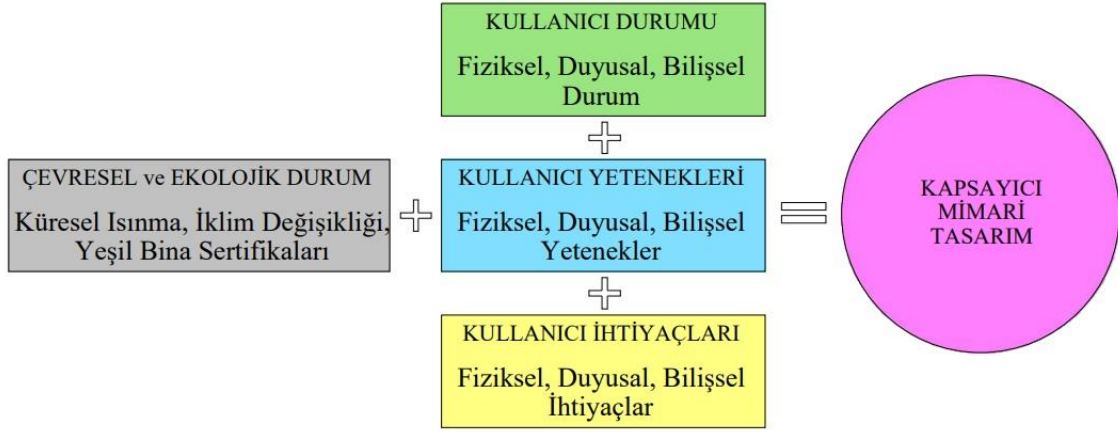 KULLANICI DURUMU
Fiziksel, Duyusal, Bilişsel
Durum
ÇEVRESEL ve EKOLOJİK DURUM
Küresel Isınma, İklim Değişikliği,
Yeşil Bina Sertifikaları
KULLANICI YETENEKLERİ
Fiziksel, Duyusal, Bilişsel
Yetenekler
KULLANICI İHTİYAÇLARI
Fiziksel, Duyusal, Bilişsel
İhtiyaçlar
KAPSAYICI
MİMARİ
TASARIM